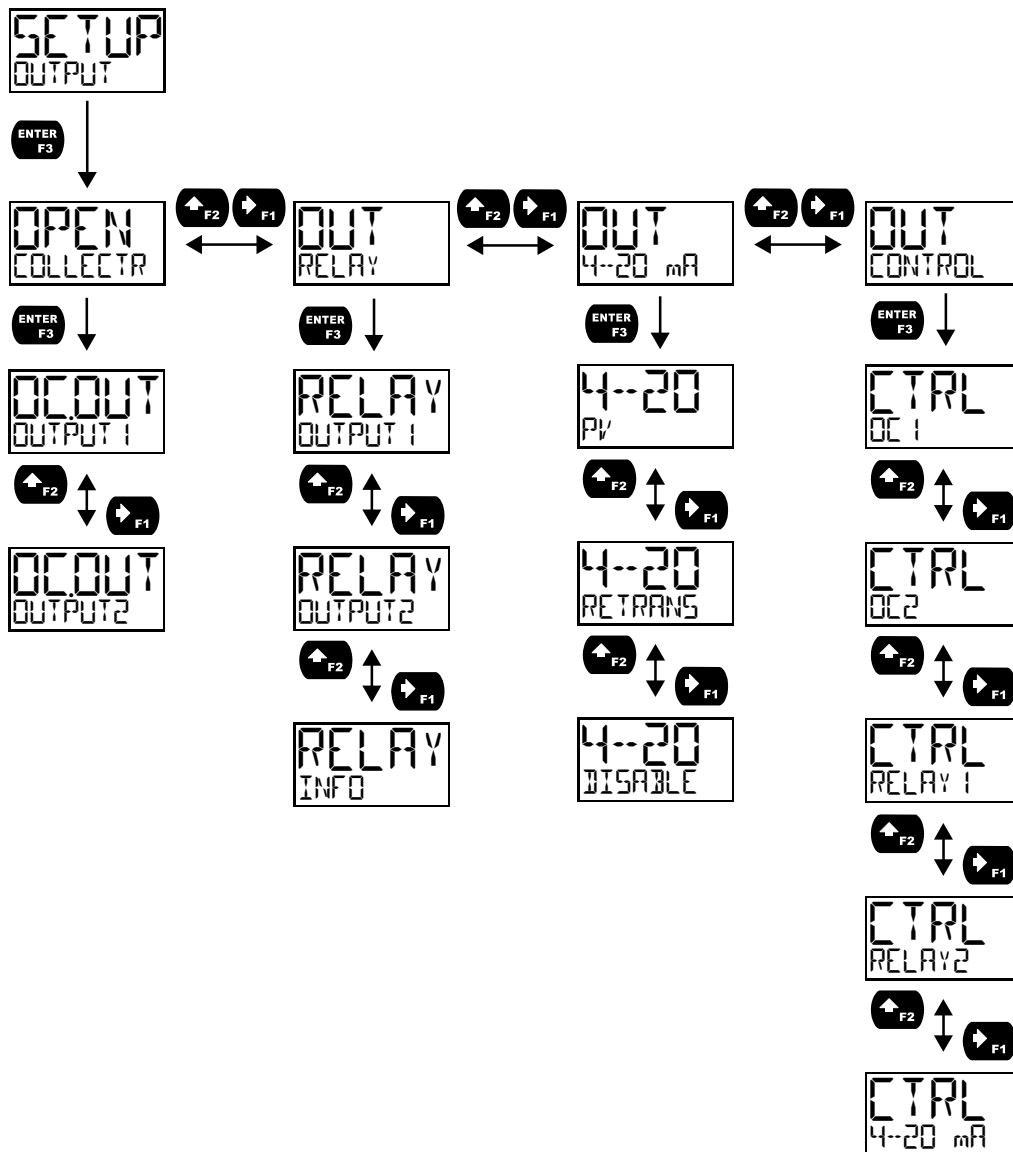 SETUP
OUTPUT
ENTER
F3
F2 F1 F2 F1 F2 F1
OPEN
COLLECTR
OUT
RELAY
OUT
4--20 mA
OUT
CONTROL
ENTER
F3
ENTER
F3
ENTER
F3
ENTER
F3
OC.OUT
OUTPUT1
RELAY
OUTPUT1
4--20
PV
CTRL
OC1
F2
F1
F2
F1
F2
F1
F2
F1
OC.OUT
OUTPUT2
RELAY
OUTPUT2
4--20
RETRANS
CTRL
OC2
F2
F1
F2
F1
F2
F1
RELAY
INFO
4--20
DISABLE
CTRL
RELAY1
F2
F1
CTRL
RELAY2
F2
F1
CTRL
4--20 mA